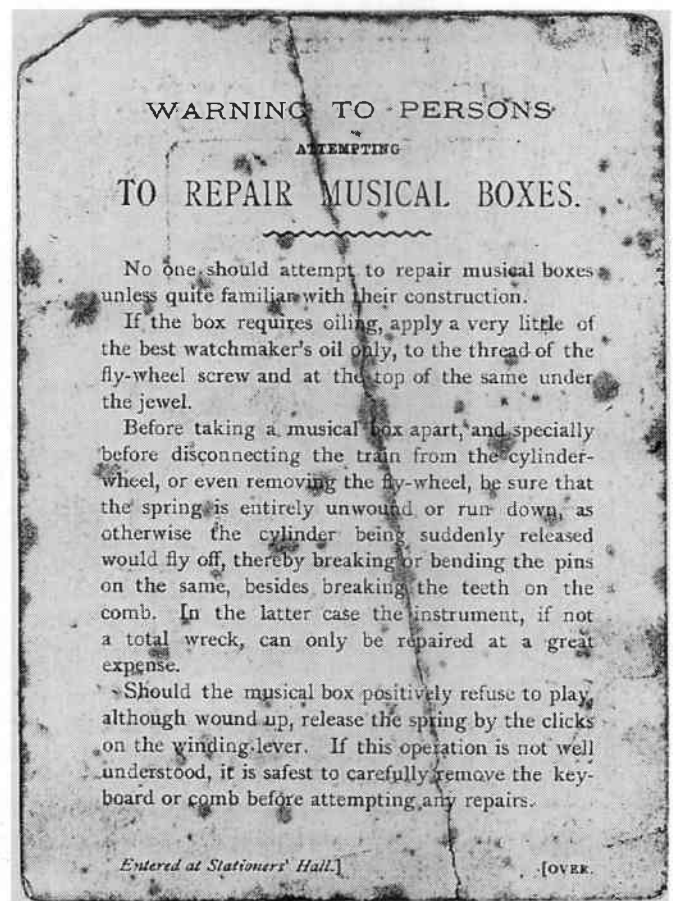 WARNING TO PERSONS
ATTEMPTING
TO REPAIR MUSICAL BOXES.
No one should attempt to repair musical boxes
unless quite familiar with their construction.
If the box requires oiling, apply a very little of
the best watchmaker's oil only, to the thread of the
fly-wheel screw and at the top of the same under
the jewel.
Before taking a musical box apart, and specially
before disconnecting the train from the cylinder-
wheel, or even removing the fly-wheel, be sure that
the spring is entirely unwound or run down, as
otherwise the cylinder being suddenly released
would fly off, thereby breaking or bending the pins
on the same, besides breaking the teeth on the
comb. In the latter case the instrument, if not
a total wreck, can only be repaired at a great
expense.
Should the musical box positively refuse to play,
although wound up, release the spring by the clicks
on the winding lever. If this operation is not well
understood, it is safest to carefully remove the key-
board or comb before attempting any repairs.
Entered at Stationers' Hall.] [OVER.